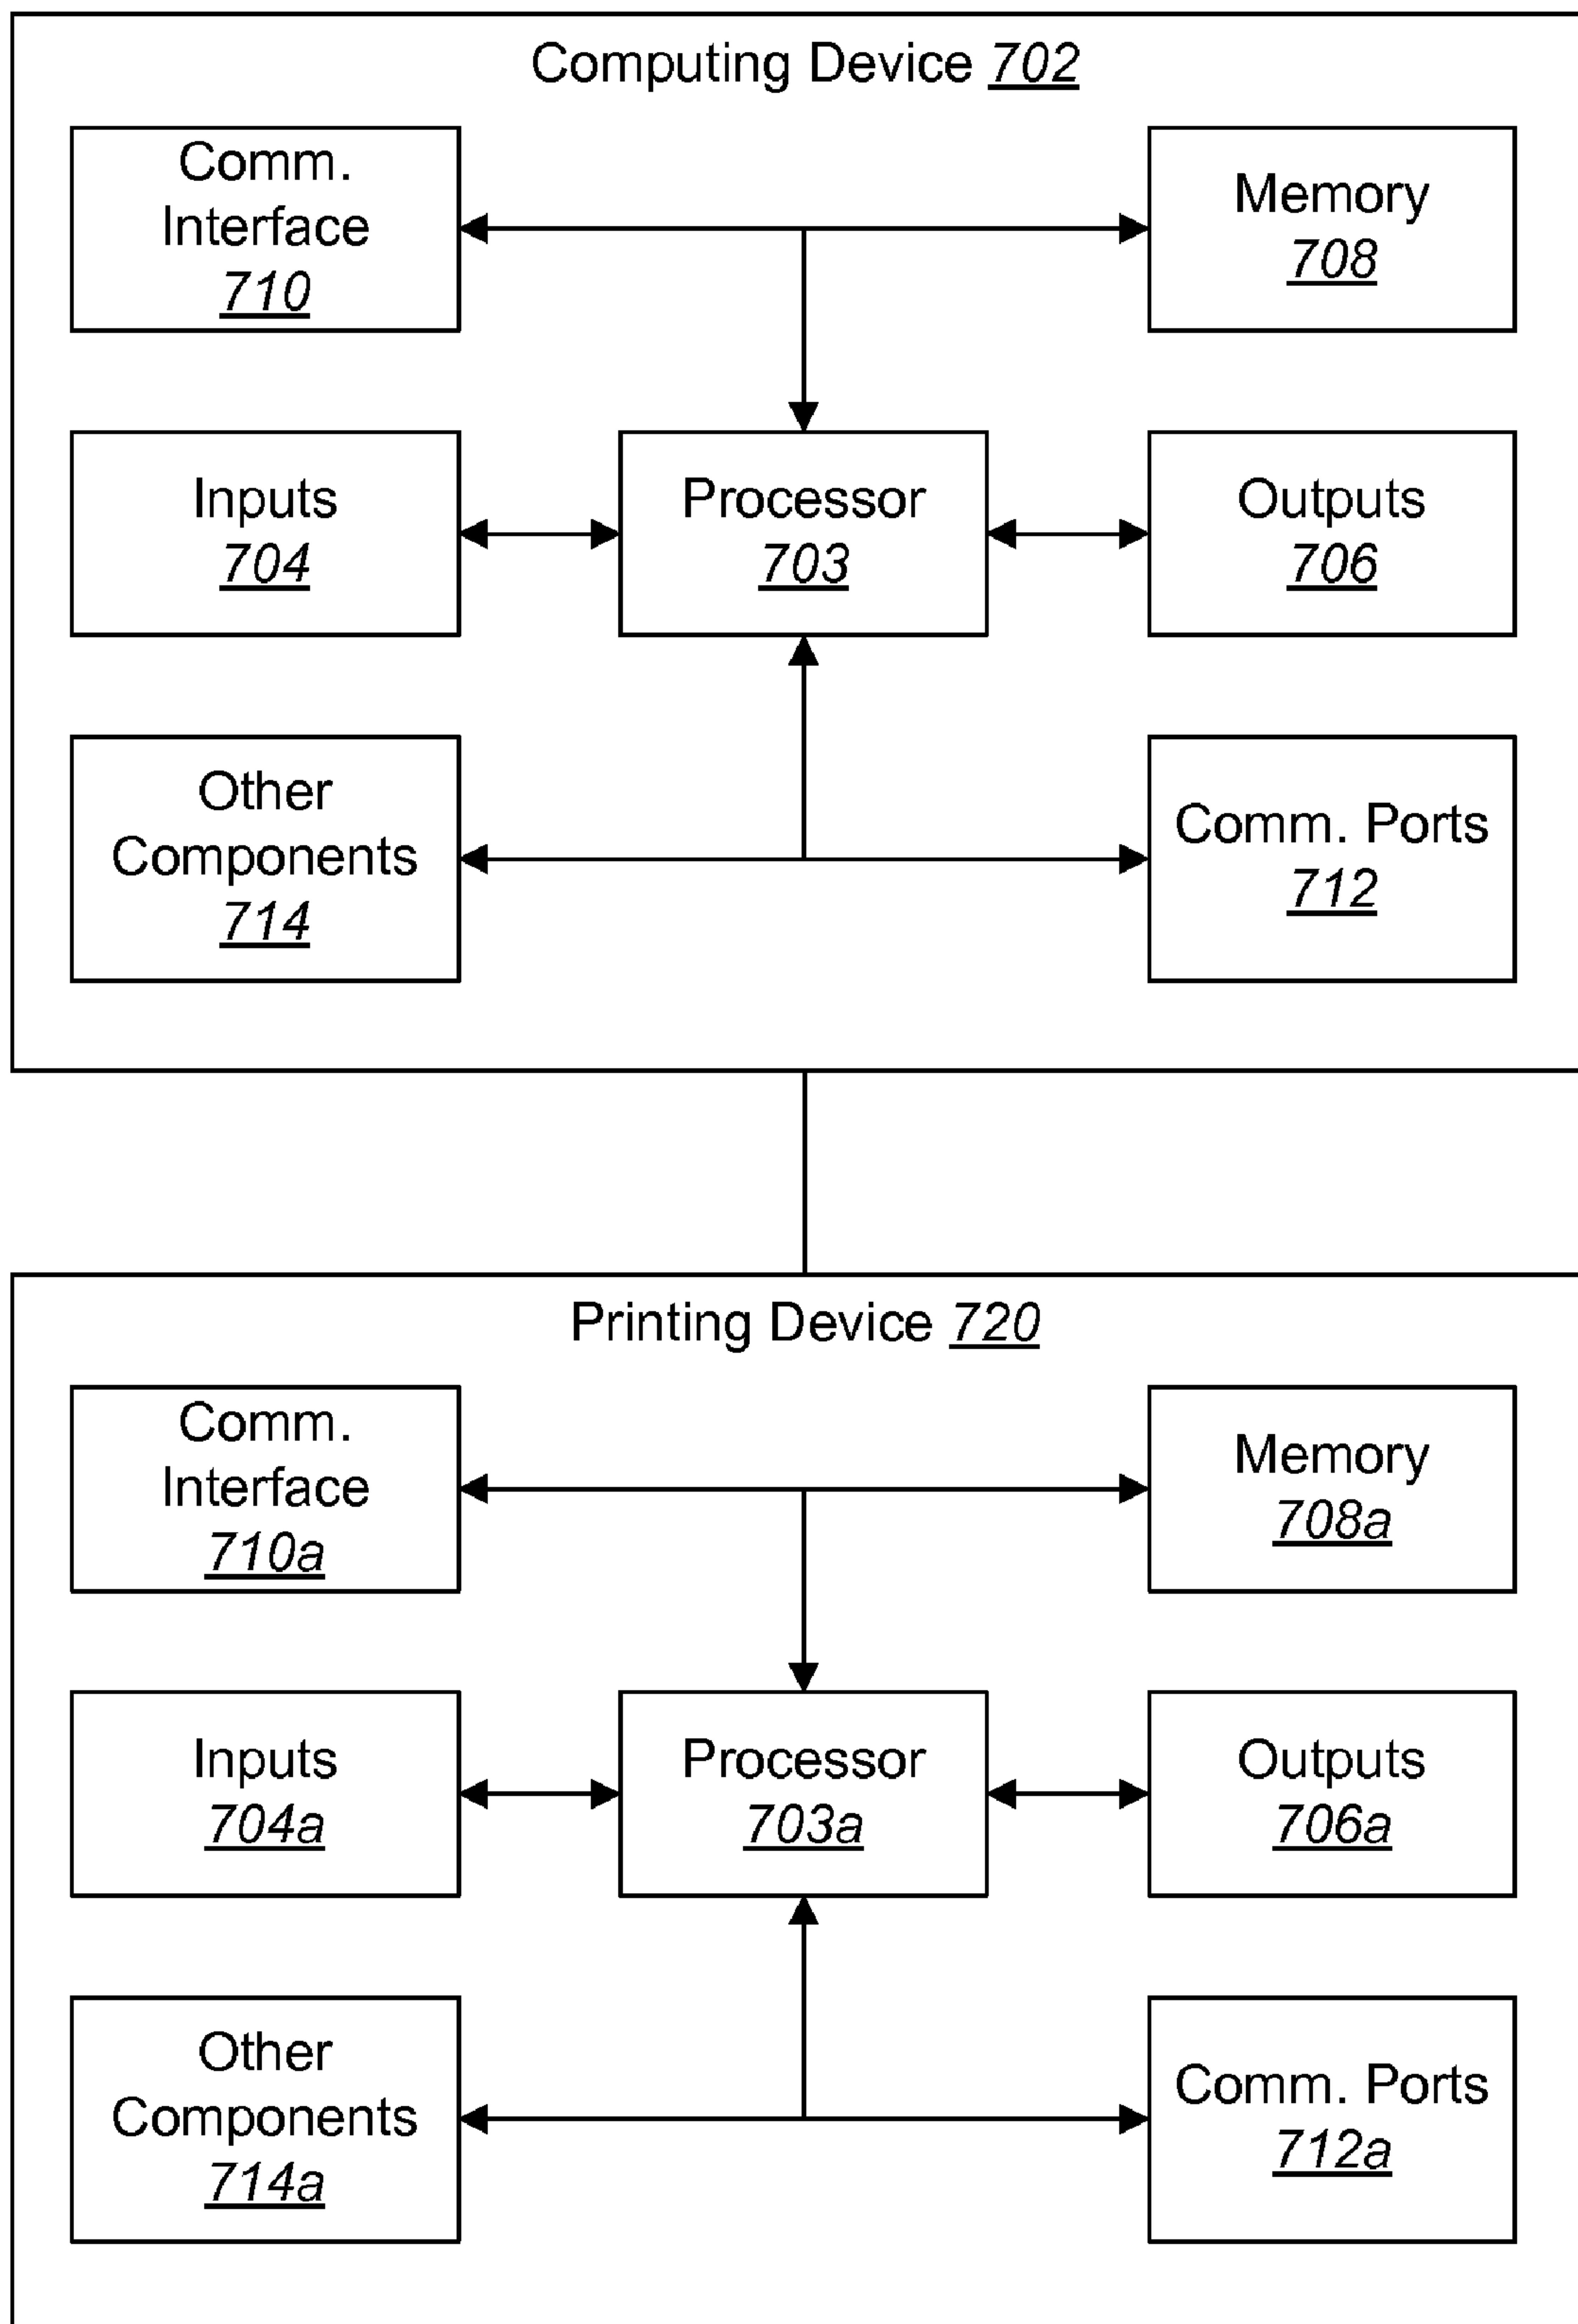 Computing Device 702
Comm.
Interface
710
Memory
708
Inputs
704
Processor
703
Outputs
706
Other
Components
714
Comm. Ports
712
Printing Device 720
Comm.
Interface
710a
Memory
708a
Inputs
704a
Processor
703a
Outputs
706a
Other
Components
714a
Comm. Ports
712a